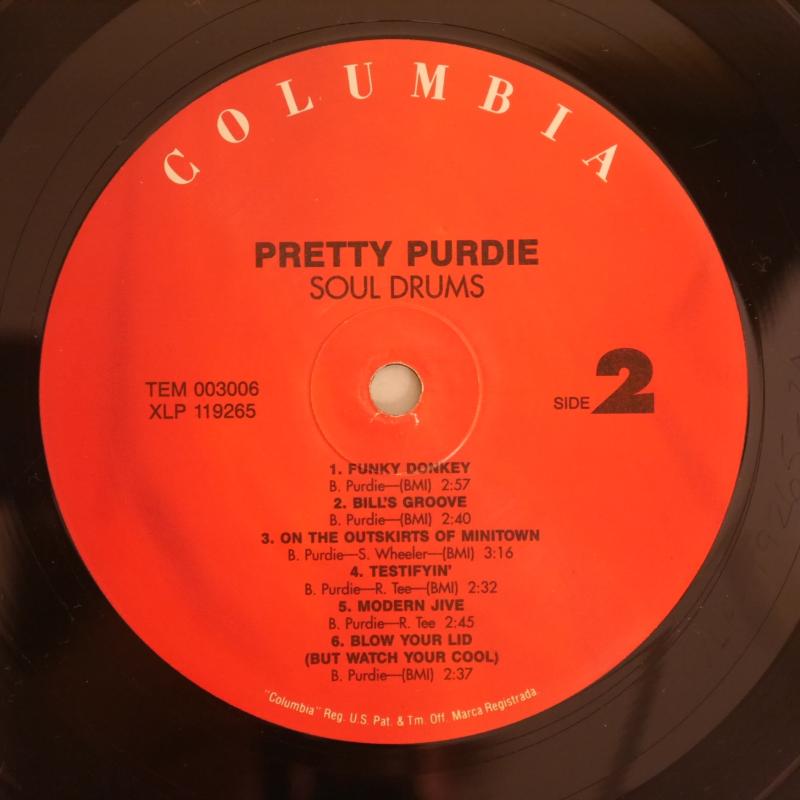 COLUMBIA
PRETTY PURDIE
SOUL DRUMS
TEM 003006
XLP 119265
SIDE 2
1. FUNKY DONKEY
B. Purdie—(BMI) 2:57
2. BILL'S GROOVE
B. Purdie—(BMI) 2:40
3. ON THE OUTSKIRTS OF MINITOWN
B. Purdie—S. Wheeler—(BMI) 3:16
4. TESTIFYIN'
B. Purdie—R. Tee—(BMI) 2:32
5. MODERN JIVE
B. Purdie—R. Tee 2:45
6. BLOW YOUR LID
(BUT WATCH YOUR COOL)
B. Purdie—(BMI) 2:37
"Columbia" Reg. U.S. Pat. & Tm. Off. Marca Registrada.